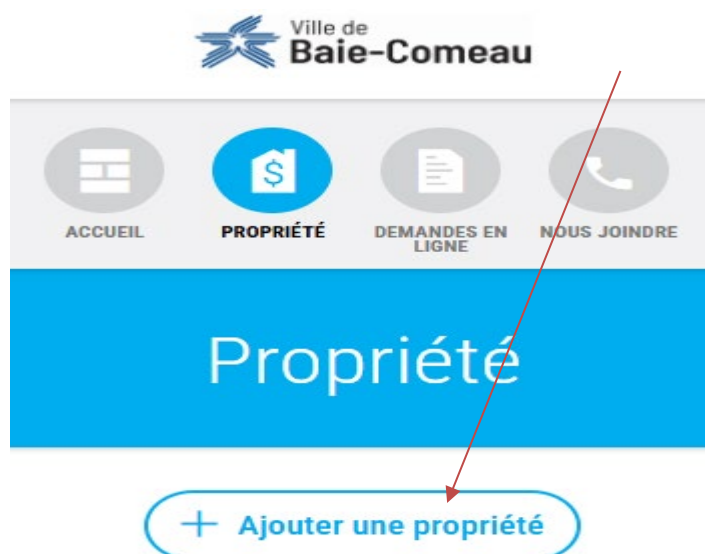 Ville de
Baie-Comeau
ACCUEIL
PROPRIÉTÉ
DEMANDES EN
LIGNE
NOUS JOINDRE
Propriété
+ Ajouter une propriété